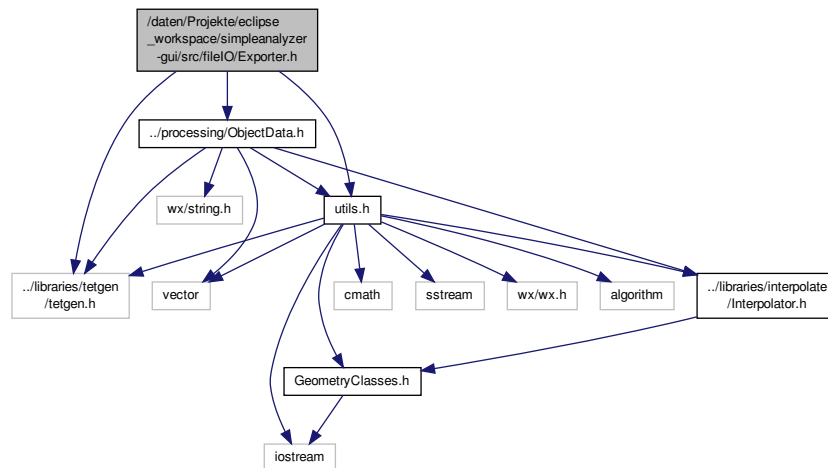 /daten/Projekte/eclipse
_workspace/simpleanalyzer
-gui/src/fileIO/Exporter.h
../processing/ObjectData.h
wx/string.h
utils.h
../libraries/tetgen
/tetgen.h
vector
cmath
sstream
wx/wx.h
algorithm
../libraries/interpolate
/Interpolator.h
GeometryClasses.h
iostream